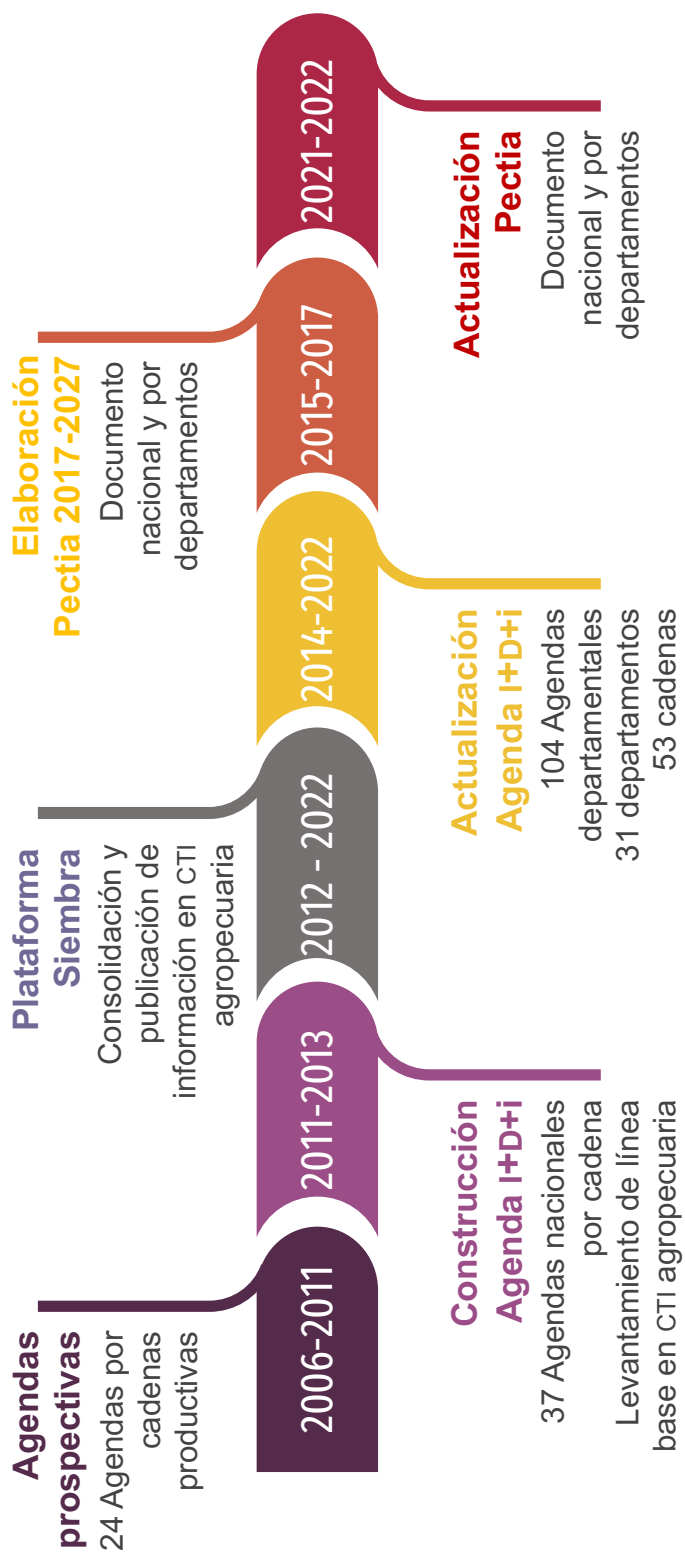 Agendas
prospectivas
24 Agendas por
cadenas
productivas
2006-2011
Construcción
Agenda I+D+i
37 Agendas nacionales
por cadena
Levantamiento de línea
base en CTI agropecuaria
2011-2013
Plataforma
Siembra
Consolidación y
publicación de
información en CTI
agropecuaria
2012 - 2022
Actualización
Agenda I+D+i
104 Agendas
departamentales
31 departamentos
53 cadenas
2014-2022
Elaboración
Pectia 2017-2027
Documento
nacional y por
departamentos
2015-2017
Actualización
Pectia
Documento
nacional y por
departamentos
2021-2022